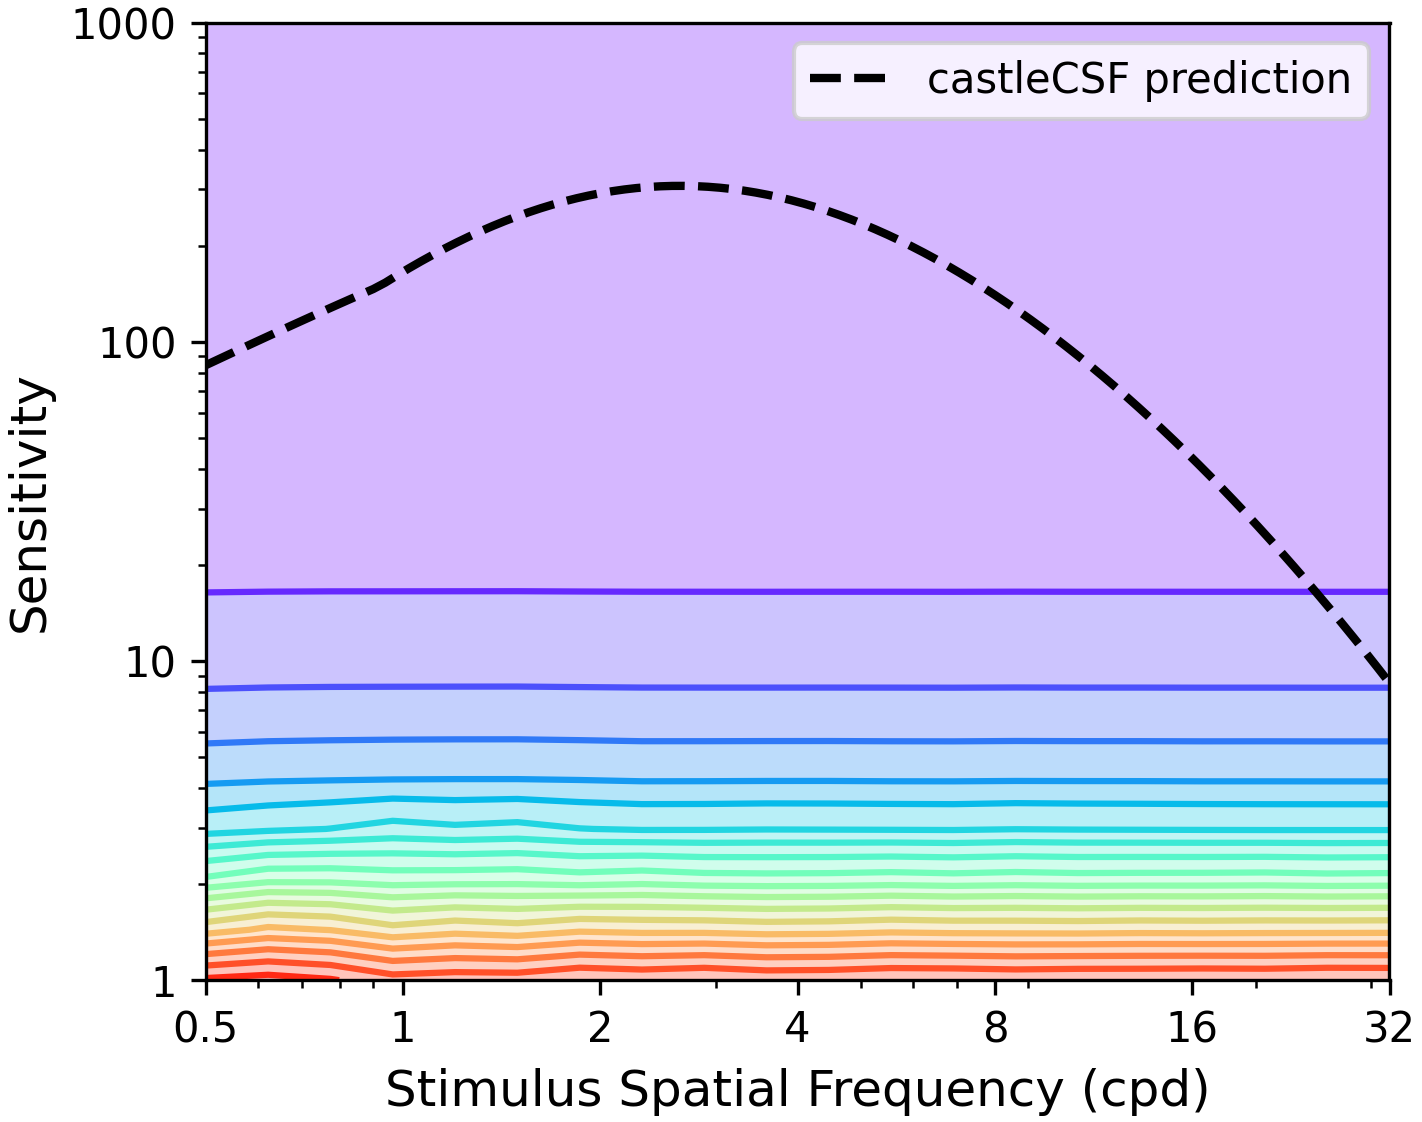 1000
castleCSF prediction
100
10
1
Sensitivity
0.5 1 2 4 8 16 32
Stimulus Spatial Frequency (cpd)